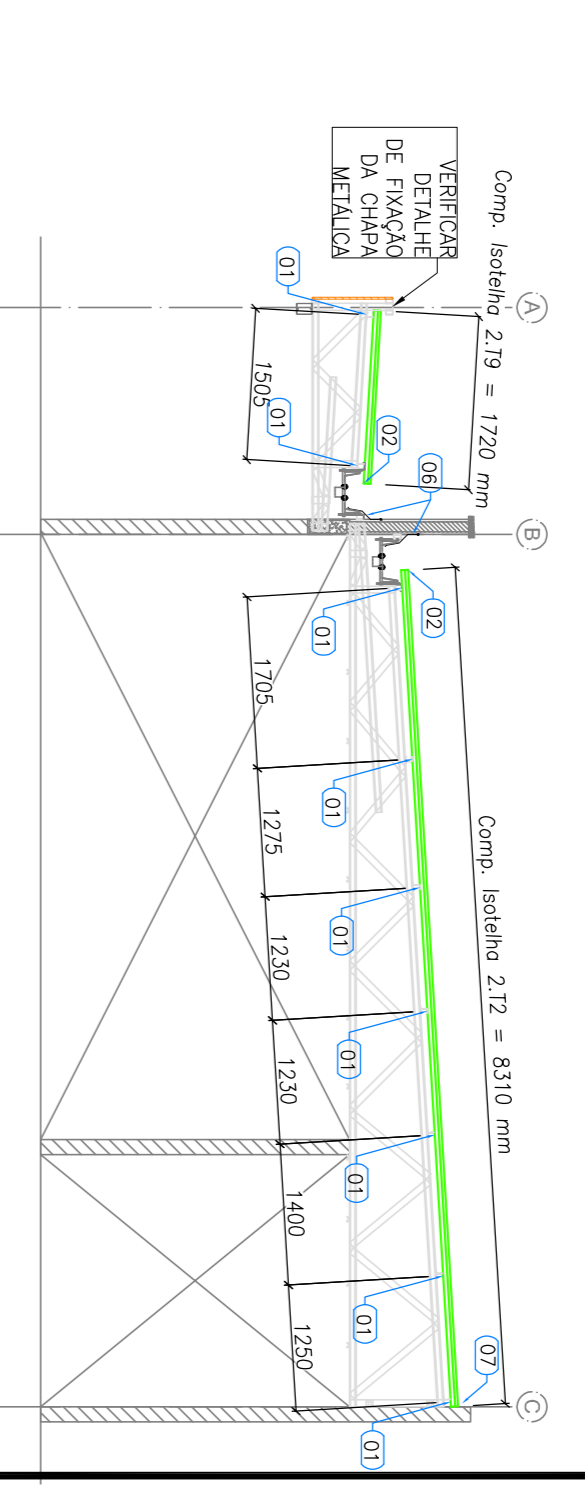 A
B
C
Comp. Isotelha 2.T9 = 1720 mm
Comp. Isotelha 2.T2 = 8310 mm
VERIFICAR
DETALHE
DE FIXAÇÃO
DA CHAPA
METÁLICA
01
01
02
06
02
07
01
01
01
01
01
01
01
1505
1705
1275
1230
1230
1400
1250